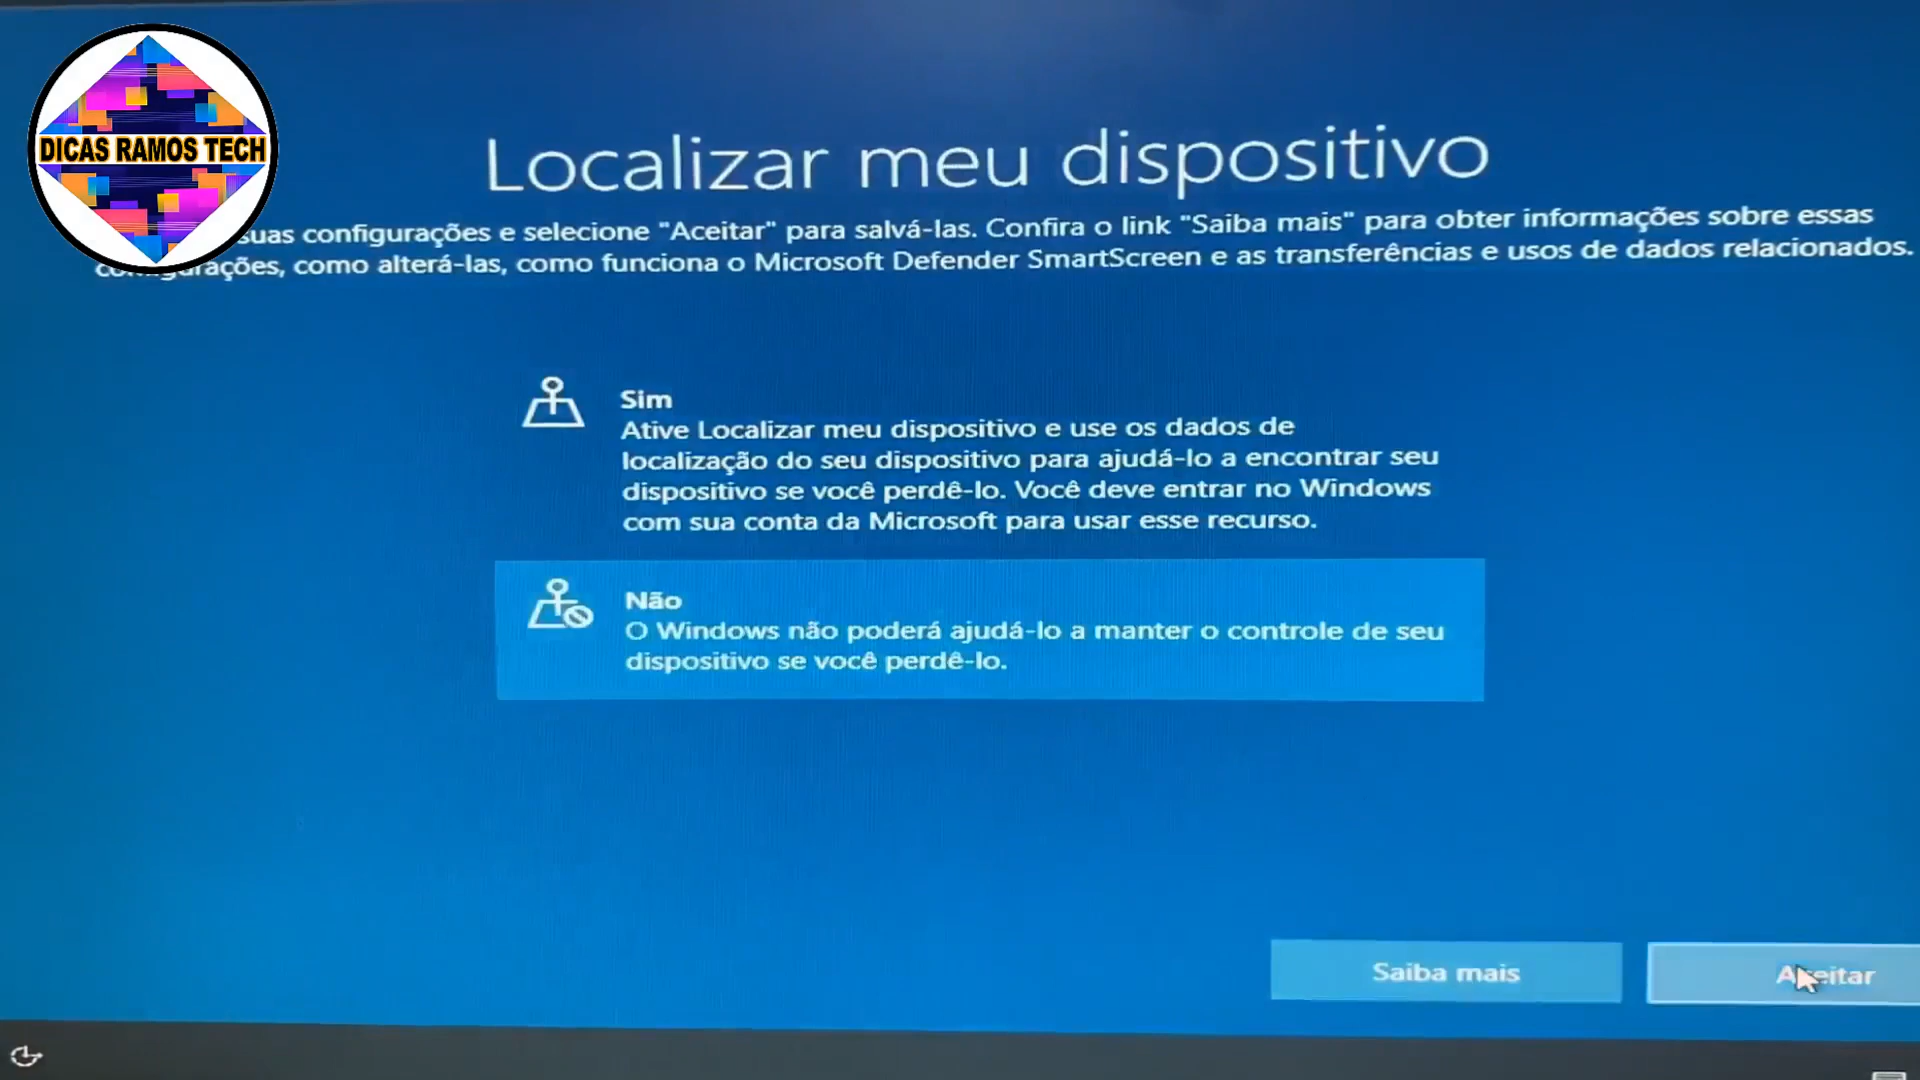 DICAS RAMOS TECH
Localizar meu dispositivo
suas configurações e selecione "Aceitar" para salvá-las. Confira o link "Saiba mais" para obter informações sobre essas
configurações, como alterá-las, como funciona o Microsoft Defender SmartScreen e as transferências e usos de dados relacionados.
Sim
Ative Localizar meu dispositivo e use os dados de
localização do seu dispositivo para ajudá-lo a encontrar seu
dispositivo se você perdê-lo. Você deve entrar no Windows
com sua conta da Microsoft para usar esse recurso.
Não
O Windows não poderá ajudá-lo a manter o controle de seu
dispositivo se você perdê-lo.
Saiba mais
Aceitar